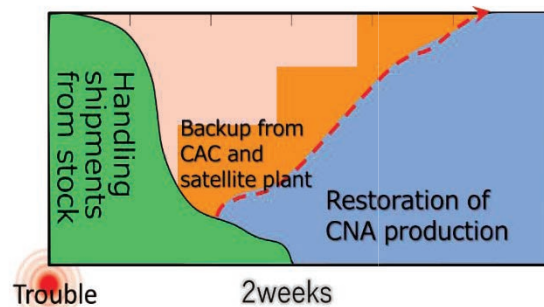 Handling
shipments
from stock
Backup from
CAC and
satellite plant
Restoration of
CNA production
Trouble
2weeks